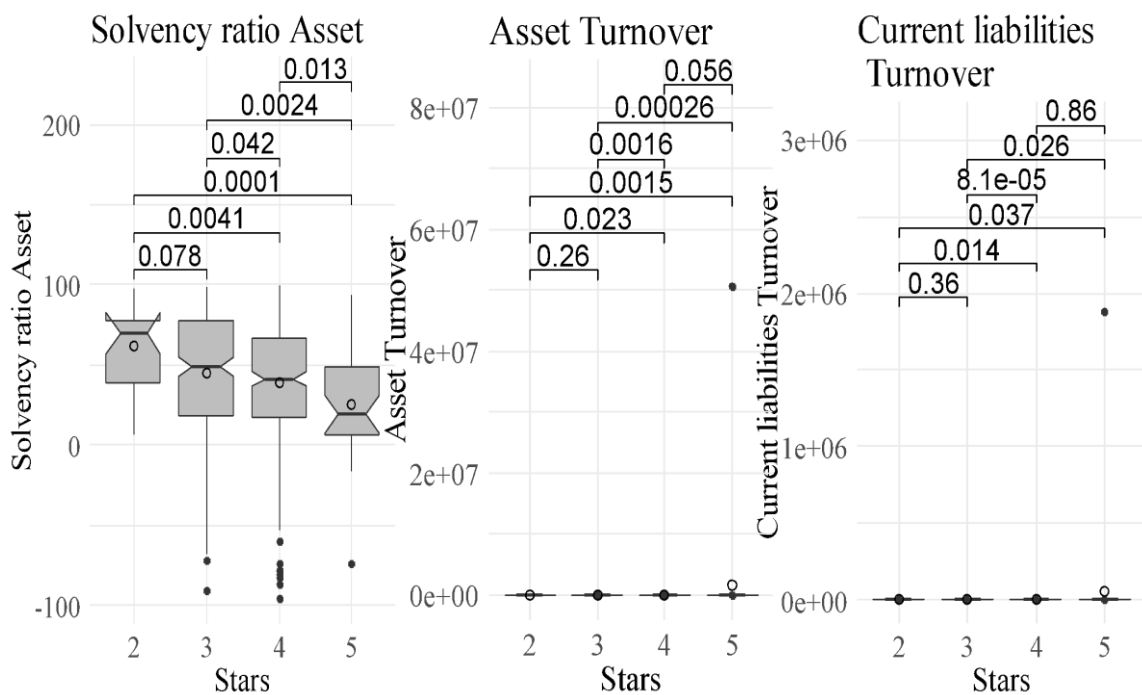 Solvency ratio Asset
0.013
0.0024
0.042
0.0001
0.0041
0.078
200
100
0
-100
Solvency ratio Asset
2 3 4 5
Stars
Asset Turnover
0.056
0.00026
0.0016
0.0015
0.023
0.26
8e+07
6e+07
4e+07
2e+07
0e+00
Asset Turnover
2 3 4 5
Stars
Current liabilities
Turnover
0.86
0.026
8.1e-05
0.037
0.014
0.36
3e+06
2e+06
1e+06
0e+00
Current liabilities Turnover
2 3 4 5
Stars